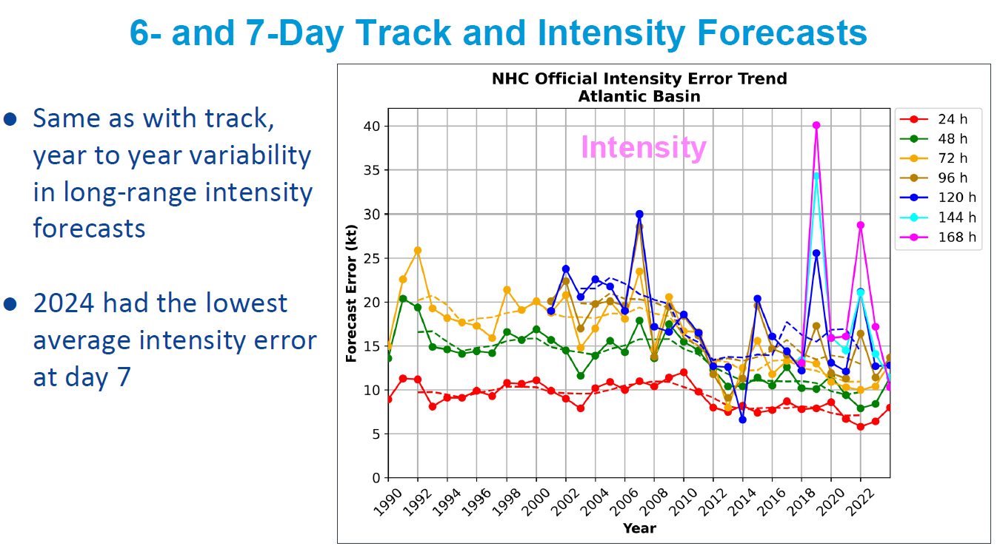 6- and 7-Day Track and Intensity Forecasts
● Same as with track,
year to year variability
in long-range intensity
forecasts
● 2024 had the lowest
average intensity error
at day 7
NHC Official Intensity Error Trend
Atlantic Basin
Intensity
Forecast Error (kt)
40
35
30
25
20
15
10
5
0
1990
1992
1994
1996
1998
2000
2002
2004
2006
2008
2010
2012
2014
2016
2018
2020
2022
Year
24 h
48 h
72 h
96 h
120 h
144 h
168 h